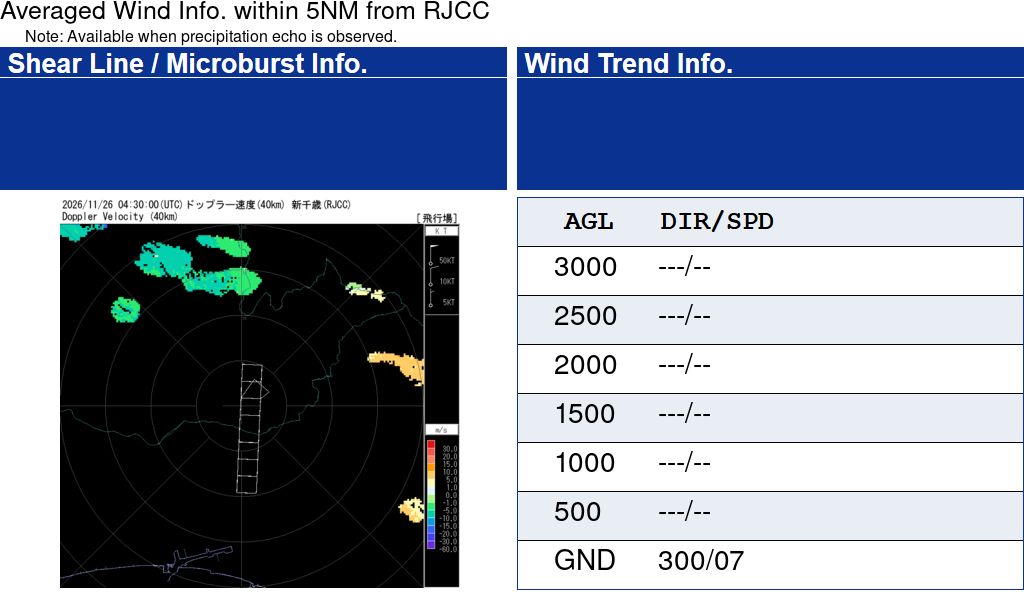 Averaged Wind Info. within 5NM from RJCC
Note: Available when precipitation echo is observed.
Shear Line / Microburst Info.
Wind Trend Info.
2026/11/26 04:30:00(UTC) ドップラー速度(40km) 新千歳(RJCC)
Doppler Velocity (40km)
[飛行場]
KT
50KT
10KT
5KT
m/s
30.0
20.0
15.0
10.0
5.0
1.0
0.0
-1.0
-5.0
-10.0
-15.0
-20.0
-30.0
-60.0
AGL DIR/SPD
3000 ---/--
2500 ---/--
2000 ---/--
1500 ---/--
1000 ---/--
500 ---/--
GND 300/07